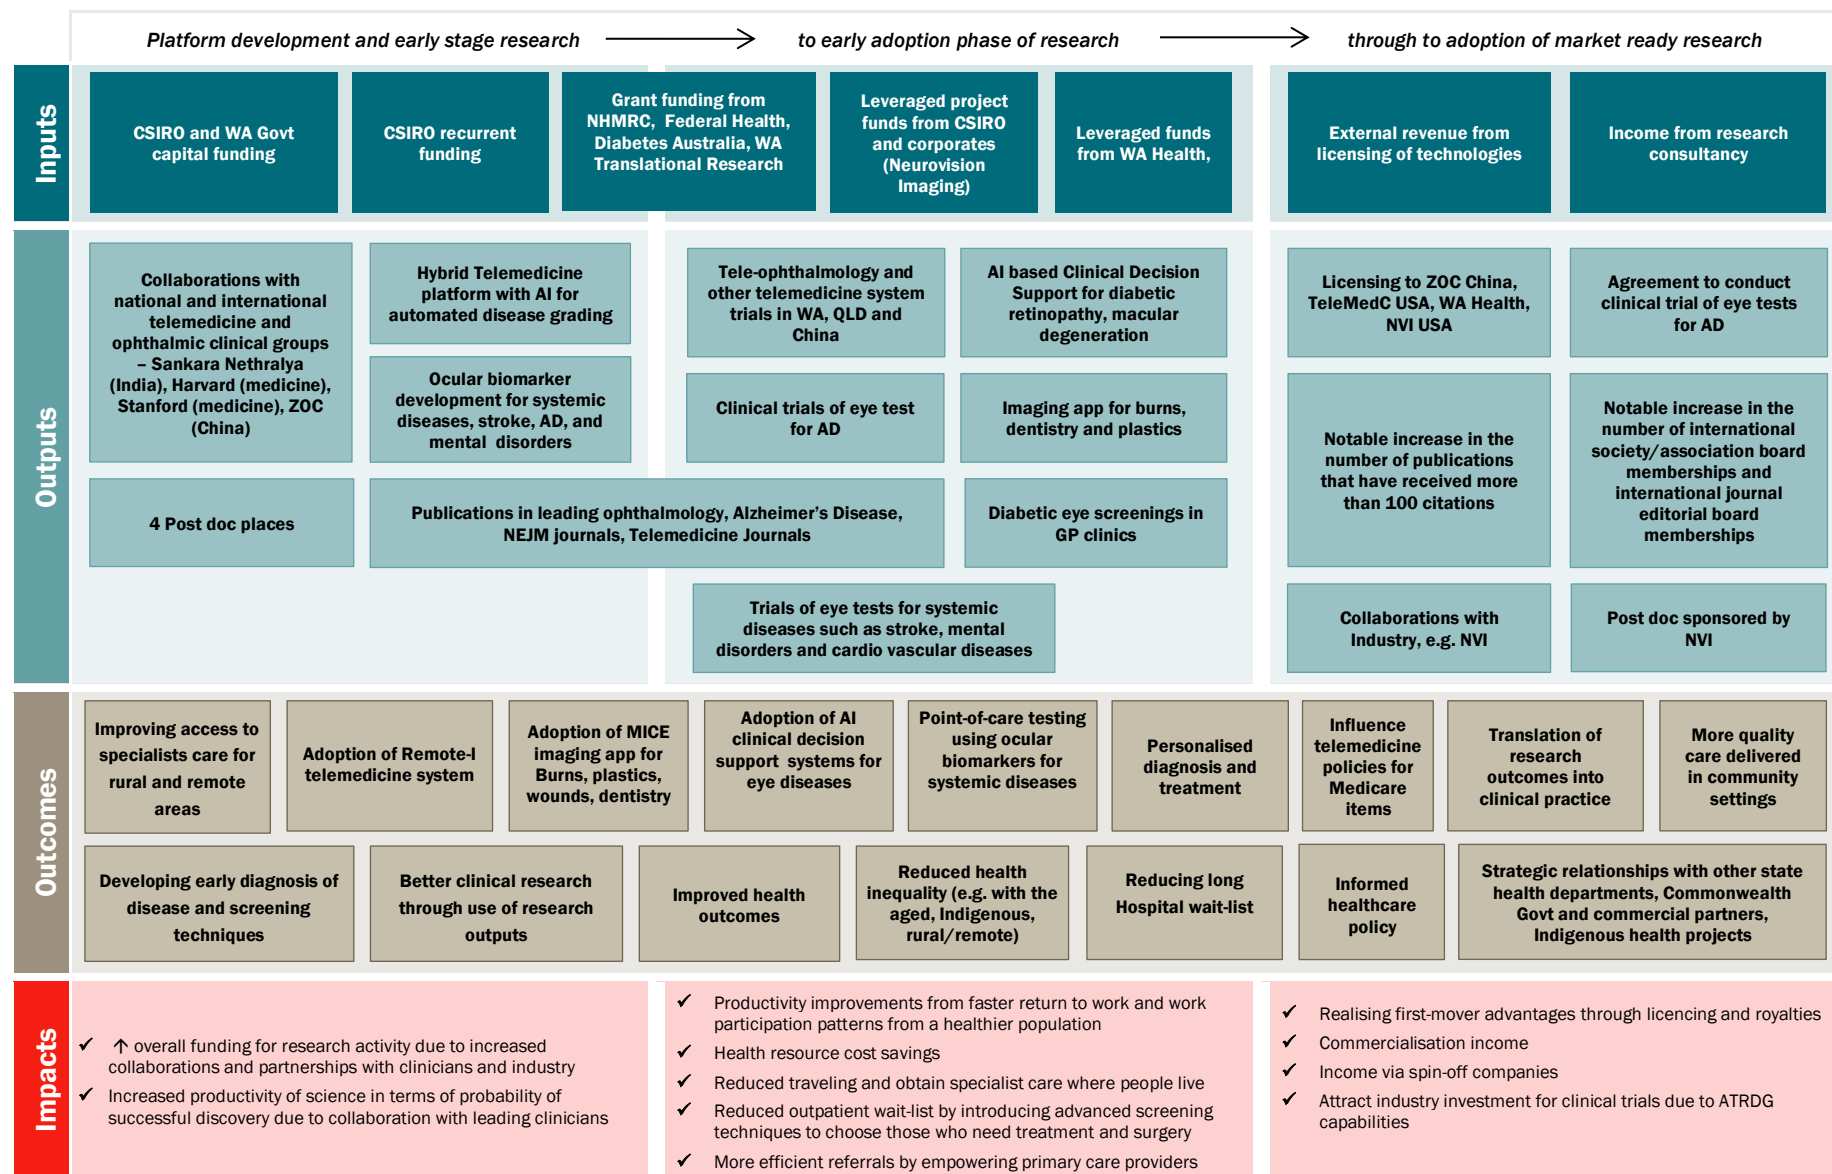 Platform development and early stage research
to early adoption phase of research
through to adoption of market ready research
Inputs
CSIRO and WA Govt
capital funding
CSIRO recurrent
funding
Grant funding from
NHMRC, Federal Health,
Diabetes Australia, WA
Translational Research
Leveraged project
funds from CSIRO
and corporates
(Neurovision
Imaging)
Leveraged funds
from WA Health,
External revenue from
licensing of technologies
Income from research
consultancy
Outputs
Collaborations with
national and international
telemedicine and
ophthalmic clinical groups
– Sankara Nethralya
(India), Harvard (medicine),
Stanford (medicine), ZOC
(China)
Hybrid Telemedicine
platform with AI for
automated disease grading
Ocular biomarker
development for systemic
diseases, stroke, AD, and
mental disorders
4 Post doc places
Publications in leading ophthalmology, Alzheimer's Disease,
NEJM journals, Telemedicine Journals
Tele-ophthalmology and
other telemedicine system
trials in WA, QLD and
China
AI based Clinical Decision
Support for diabetic
retinopathy, macular
degeneration
Clinical trials of eye test
for AD
Imaging app for burns,
dentistry and plastics
Diabetic eye screenings in
GP clinics
Trials of eye tests for systemic
diseases such as stroke, mental
disorders and cardio vascular diseases
Licensing to ZOC China,
TeleMedC USA, WA Health,
NVI USA
Agreement to conduct
clinical trial of eye tests
for AD
Notable increase in the
number of publications
that have received more
than 100 citations
Notable increase in the
number of international
society/association board
memberships and
international journal
editorial board
memberships
Collaborations with
Industry, e.g. NVI
Post doc sponsored by
NVI
Outcomes
Improving access to
specialists care for
rural and remote
areas
Adoption of Remote-I
telemedicine system
Adoption of MICE
imaging app for
Burns, plastics,
wounds, dentistry
Adoption of AI
clinical decision
support systems for
eye diseases
Point-of-care testing
using ocular
biomarkers for
systemic diseases
Personalised
diagnosis and
treatment
Influence
telemedicine
policies for
Medicare
items
Translation of
research
outcomes into
clinical practice
More quality
care delivered
in community
settings
Developing early diagnosis of
disease and screening
techniques
Better clinical research
through use of research
outputs
Improved health
outcomes
Reduced health
inequality (e.g. with the
aged, Indigenous,
rural/remote)
Reducing long
Hospital wait-list
Informed
healthcare
policy
Strategic relationships with other state
health departments, Commonwealth
Govt and commercial partners,
Indigenous health projects
Impacts
✓ ↑ overall funding for research activity due to increased
collaborations and partnerships with clinicians and industry
✓ Increased productivity of science in terms of probability of
successful discovery due to collaboration with leading clinicians
✓ Productivity improvements from faster return to work and work
participation patterns from a healthier population
✓ Health resource cost savings
✓ Reduced traveling and obtain specialist care where people live
✓ Reduced outpatient wait-list by introducing advanced screening
techniques to choose those who need treatment and surgery
✓ More efficient referrals by empowering primary care providers
✓ Realising first-mover advantages through licencing and royalties
✓ Commercialisation income
✓ Income via spin-off companies
✓ Attract industry investment for clinical trials due to ATRDG
capabilities